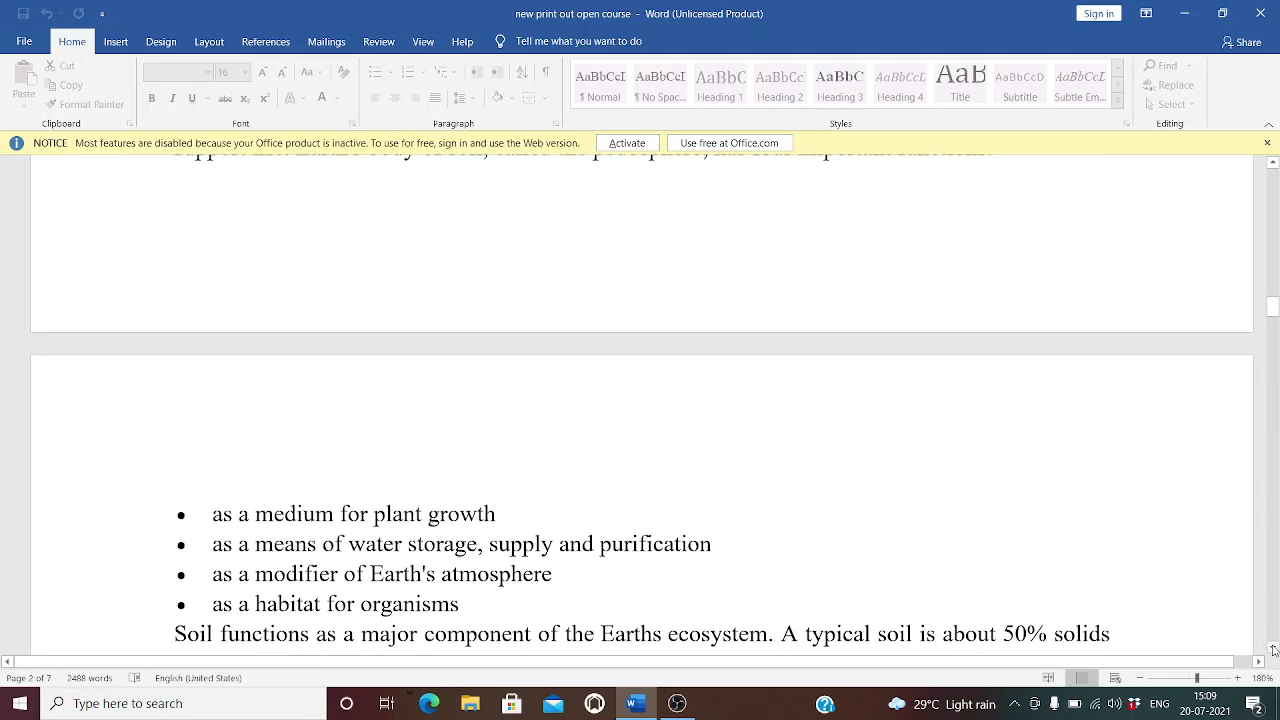 new print out open course - Word (Unlicensed Product)
Sign in
File Home Insert Design Layout References Mailings Review View Help Tell me what you want to do Share
Paste
Cut
Copy
Format Painter
Clipboard
16
Aa
B I U abc x₂ x²
Font
Paragraph
AaBbCcI AaBbCcI AaBbC AaBbCc AaBbC AaBbCcI AaB AaBbCcD AaBbCcI
¶ Normal ¶ No Spac... Heading 1 Heading 2 Heading 3 Heading 4 Title Subtitle Subtle Em...
Styles
Find
Replace
Select
Editing
NOTICE Most features are disabled because your Office product is inactive. To use for free, sign in and use the Web version. Activate Use free at Office.com
• as a medium for plant growth
• as a means of water storage, supply and purification
• as a modifier of Earth's atmosphere
• as a habitat for organisms
Soil functions as a major component of the Earths ecosystem. A typical soil is about 50% solids
Page 2 of 7 2488 words English (United States) 180%
Type here to search
29°C Light rain
ENG
15:09
20-07-2021
2